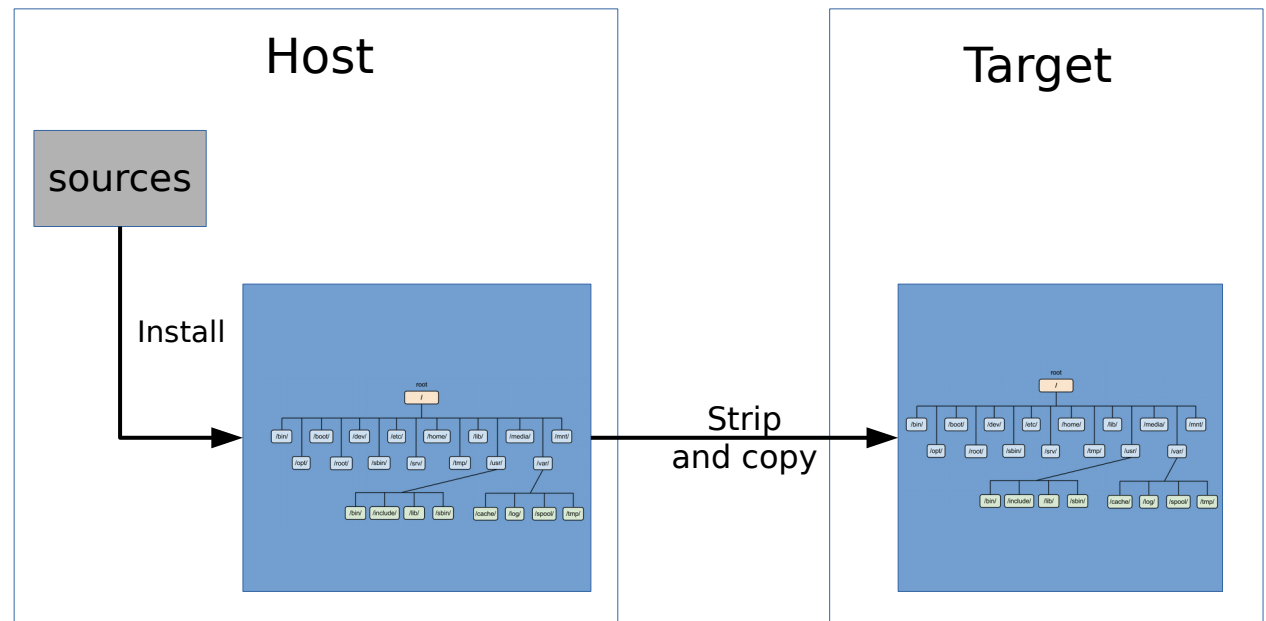 Host
Target
sources
Install
root
/
/bin/ /boot/ /dev/ /etc/ /home/ /lib/ /media/ /mnt/
/opt/ /root/ /sbin/ /srv/ /tmp/ /usr/ /var/
/bin/ /include/ /lib/ /sbin/ /cache/ /log/ /spool/ /tmp/
Strip
and copy
root
/
/bin/ /boot/ /dev/ /etc/ /home/ /lib/ /media/ /mnt/
/opt/ /root/ /sbin/ /srv/ /tmp/ /usr/ /var/
/bin/ /include/ /lib/ /sbin/ /cache/ /log/ /spool/ /tmp/